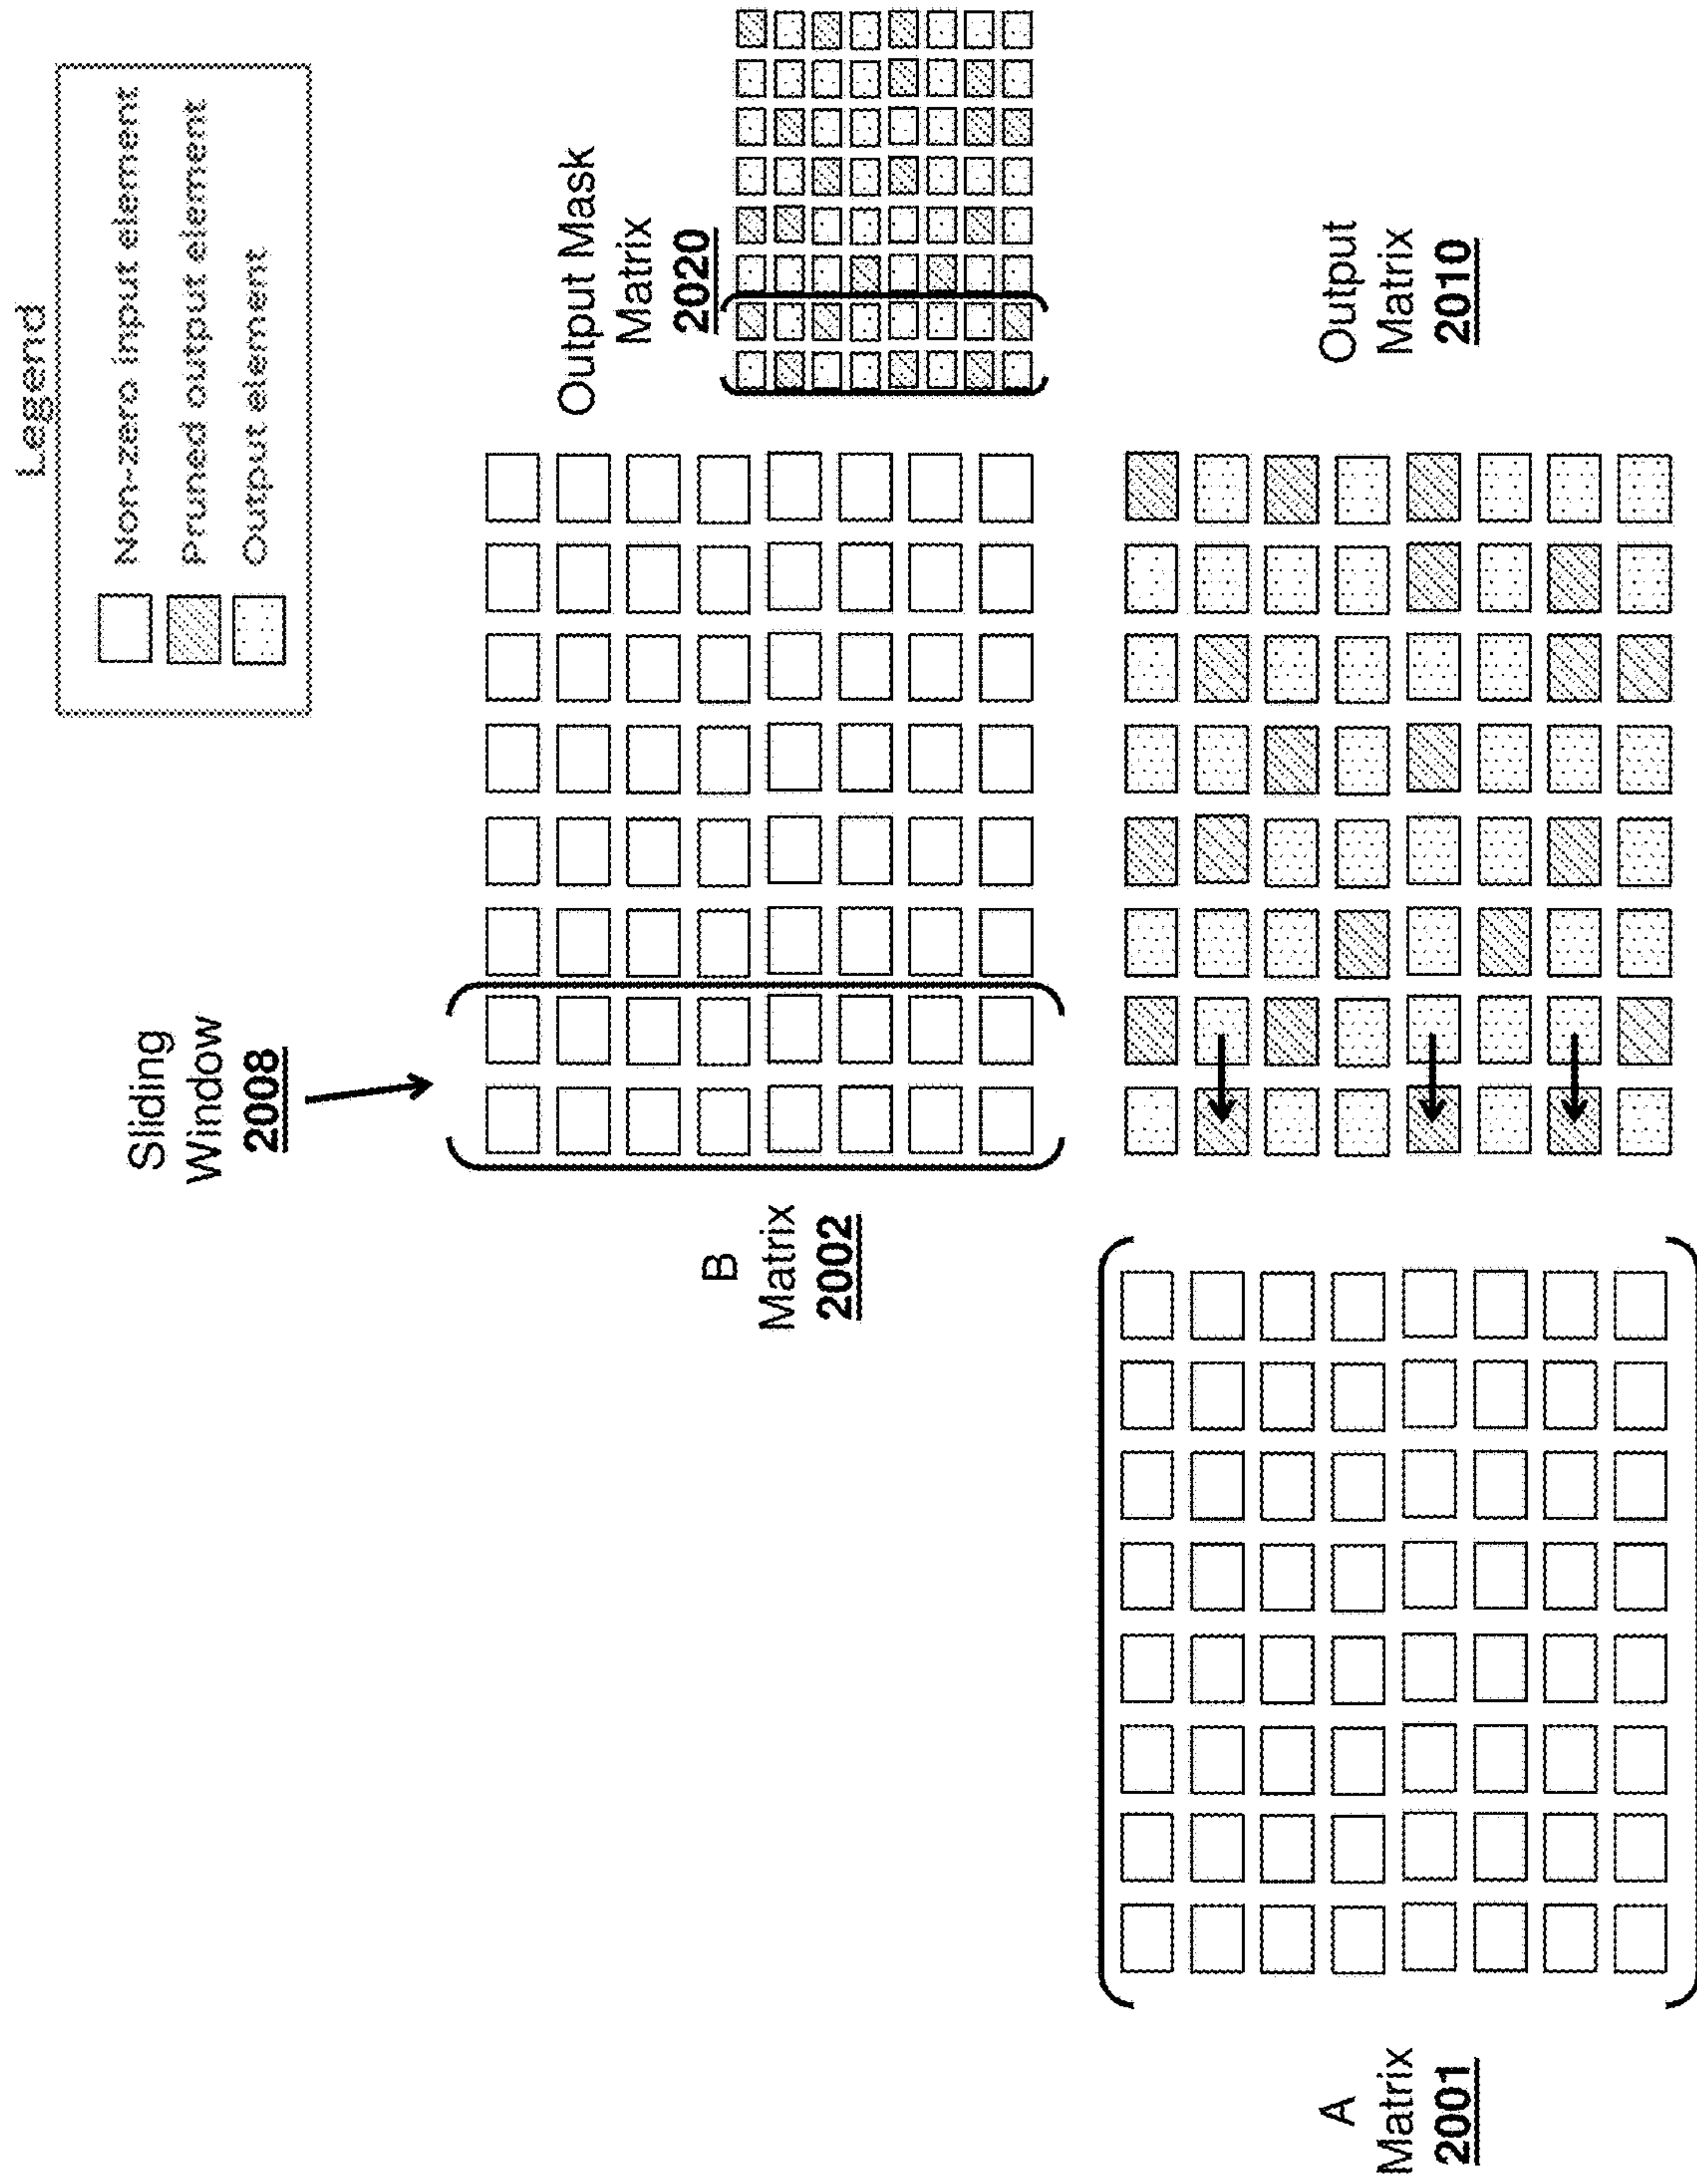 Legend
Non-zero input element
Pruned output element
Output element
Sliding
Window
2008
Output Mask
Matrix
2020
B
Matrix
2002
Output
Matrix
2010
A
Matrix
2001